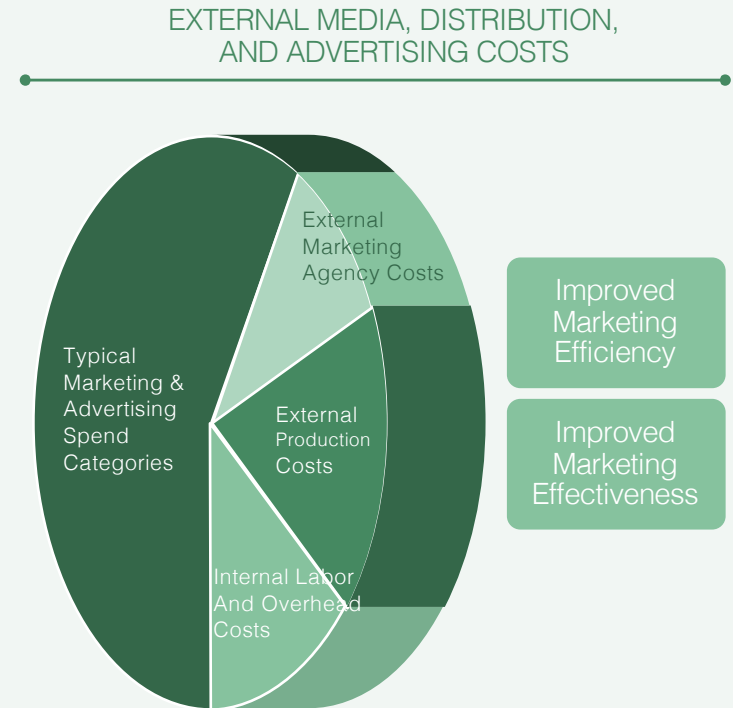 EXTERNAL MEDIA, DISTRIBUTION,
AND ADVERTISING COSTS
External
Marketing
Agency Costs
Improved
Marketing
Efficiency
Typical
Marketing &
Advertising
Spend
Categories
External
Production
Costs
Improved
Marketing
Effectiveness
Internal Labor
And Overhead
Costs